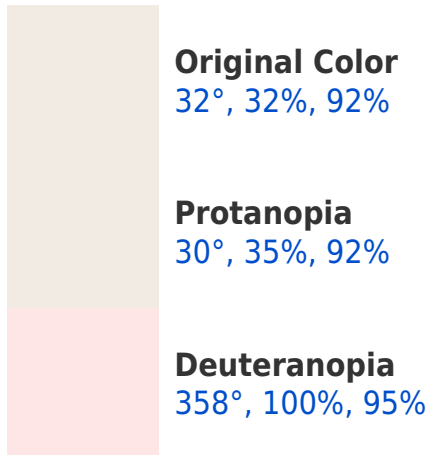 Original Color
32°, 32%, 92%
Protanopia
30°, 35%, 92%
Deuteranopia
358°, 100%, 95%